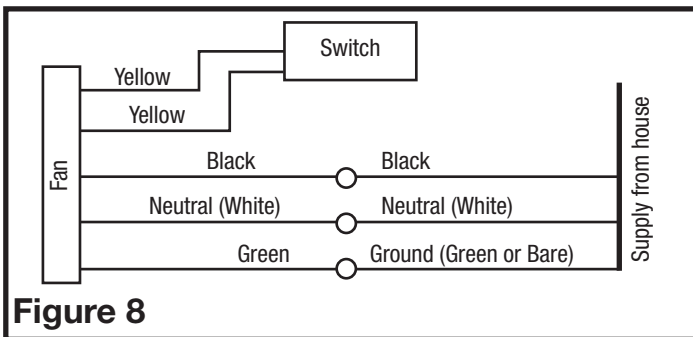 Switch
Yellow
Yellow
Fan
Black
Black
Neutral (White)
Neutral (White)
Green
Ground (Green or Bare)
Supply from house
Figure 8